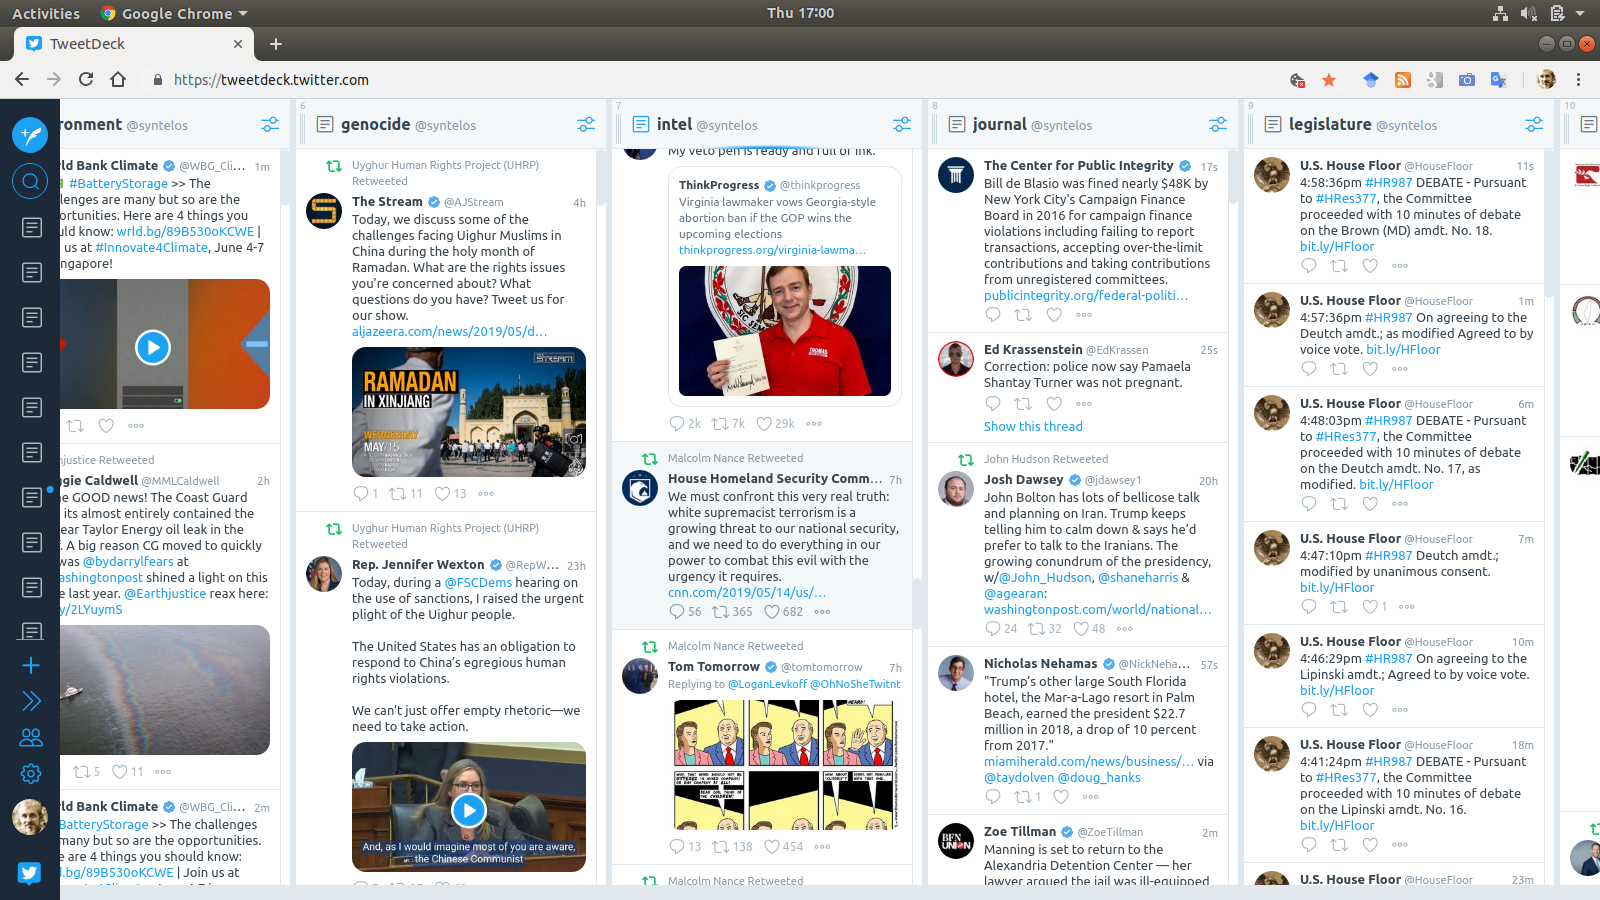 Activities
Google Chrome
Thu 17:00
TweetDeck
https://tweetdeck.twitter.com
ronment @syntelos
rld Bank Climate @WBG_Cli... 1m
#BatteryStorage >> The
lenges are many but so are the
ortunities. Here are 4 things you
uld know: wrld.bg/89B530oKCWE |
us at #Innovate4Climate, June 4-7
ngapore!
njustice Retweeted
ggie Caldwell @MMLCaldwell 2h
ne GOOD news! The Coast Guard
its almost entirely contained the
ear Taylor Energy oil leak in the
. A big reason CG moved to quickly
was @bydarrylfears at
ashingtonpost shined a light on this
e last year. @Earthjustice reax here:
y/2LYuymS
5 11
rld Bank Climate @WBG_Cli... 2m
BatteryStorage >> The challenges
many but so are the opportunities.
e are 4 things you should know:
d.bg/89B530oKCWE | Join us at
6
genocide @syntelos
Uyghur Human Rights Project (UHRP)
Retweeted
The Stream @AJStream 4h
Today, we discuss some of the
challenges facing Uighur Muslims in
China during the holy month of
Ramadan. What are the rights issues
you're concerned about? What
questions do you have? Tweet us for
our show.
aljazeera.com/news/2019/05/d...
STREAM
RAMADAN
IN XINJIANG
WEDNESDAY
MAY/15
1 11 13
Uyghur Human Rights Project (UHRP)
Retweeted
Rep. Jennifer Wexton @RepW... 23h
Today, during a @FSCDems hearing on
the use of sanctions, I raised the urgent
plight of the Uighur people.
The United States has an obligation to
respond to China's egregious human
rights violations.
We can't just offer empty rhetoric—we
need to take action.
And, as I would imagine most of you are aware,
the Chinese Communist
7
intel @syntelos
My veto pen is ready and full of ink.
ThinkProgress @thinkprogress
Virginia lawmaker vows Georgia-style
abortion ban if the GOP wins the
upcoming elections
thinkprogress.org/virginia-lawma...
THOMAS
2k 7k 29k
Malcolm Nance Retweeted
House Homeland Security Comm... 7h
We must confront this very real truth:
white supremacist terrorism is a
growing threat to our national security,
and we need to do everything in our
power to combat this evil with the
urgency it requires.
cnn.com/2019/05/14/us/...
56 365 682
Malcolm Nance Retweeted
Tom Tomorrow @tomtomorrow 7h
Replying to @LoganLevkoff @OhNoSheTwitnt
13 138 454
Malcolm Nance Retweeted
8
journal @syntelos
The Center for Public Integrity 17s
Bill de Blasio was fined nearly $48K by
New York City's Campaign Finance
Board in 2016 for campaign finance
violations including failing to report
transactions, accepting over-the-limit
contributions and taking contributions
from unregistered committees.
publicintegrity.org/federal-politi...
Ed Krassenstein @EdKrassen 25s
Correction: police now say Pamaela
Shantay Turner was not pregnant.
Show this thread
John Hudson Retweeted
Josh Dawsey @jdawsey1 20h
John Bolton has lots of bellicose talk
and planning on Iran. Trump keeps
telling him to calm down & says he'd
prefer to talk to the Iranians. The
growing conundrum of the presidency,
w/@John_Hudson, @shaneharris &
@agearan:
washingtonpost.com/world/national...
24 32 48
Nicholas Nehamas @NickNeha... 57s
"Trump's other large South Florida
hotel, the Mar-a-Lago resort in Palm
Beach, earned the president $22.7
million in 2018, a drop of 10 percent
from 2017."
miamiherald.com/news/business/... via
@taydolven @doug_hanks
1
BFN
UNION
Zoe Tillman @ZoeTillman 2m
Manning is set to return to the
Alexandria Detention Center — her
lawyer argued the jail was ill-equipped
9
legislature @syntelos
U.S. House Floor @HouseFloor 11s
4:58:36pm #HR987 DEBATE - Pursuant
to #HRes377, the Committee
proceeded with 10 minutes of debate
on the Brown (MD) amdt. No. 18.
bit.ly/HFloor
U.S. House Floor @HouseFloor 1m
4:57:36pm #HR987 On agreeing to the
Deutch amdt.; as modified Agreed to by
voice vote. bit.ly/HFloor
U.S. House Floor @HouseFloor 6m
4:48:03pm #HR987 DEBATE - Pursuant
to #HRes377, the Committee
proceeded with 10 minutes of debate
on the Deutch amdt. No. 17, as
modified. bit.ly/HFloor
U.S. House Floor @HouseFloor 7m
4:47:10pm #HR987 Deutch amdt.;
modified by unanimous consent.
bit.ly/HFloor
1
U.S. House Floor @HouseFloor 10m
4:46:29pm #HR987 On agreeing to the
Lipinski amdt.; Agreed to by voice vote.
bit.ly/HFloor
U.S. House Floor @HouseFloor 18m
4:41:24pm #HR987 DEBATE - Pursuant
to #HRes377, the Committee
proceeded with 10 minutes of debate
on the Lipinski amdt. No. 16.
bit.ly/HFloor
U.S. House Floor @HouseFloor 23m
10